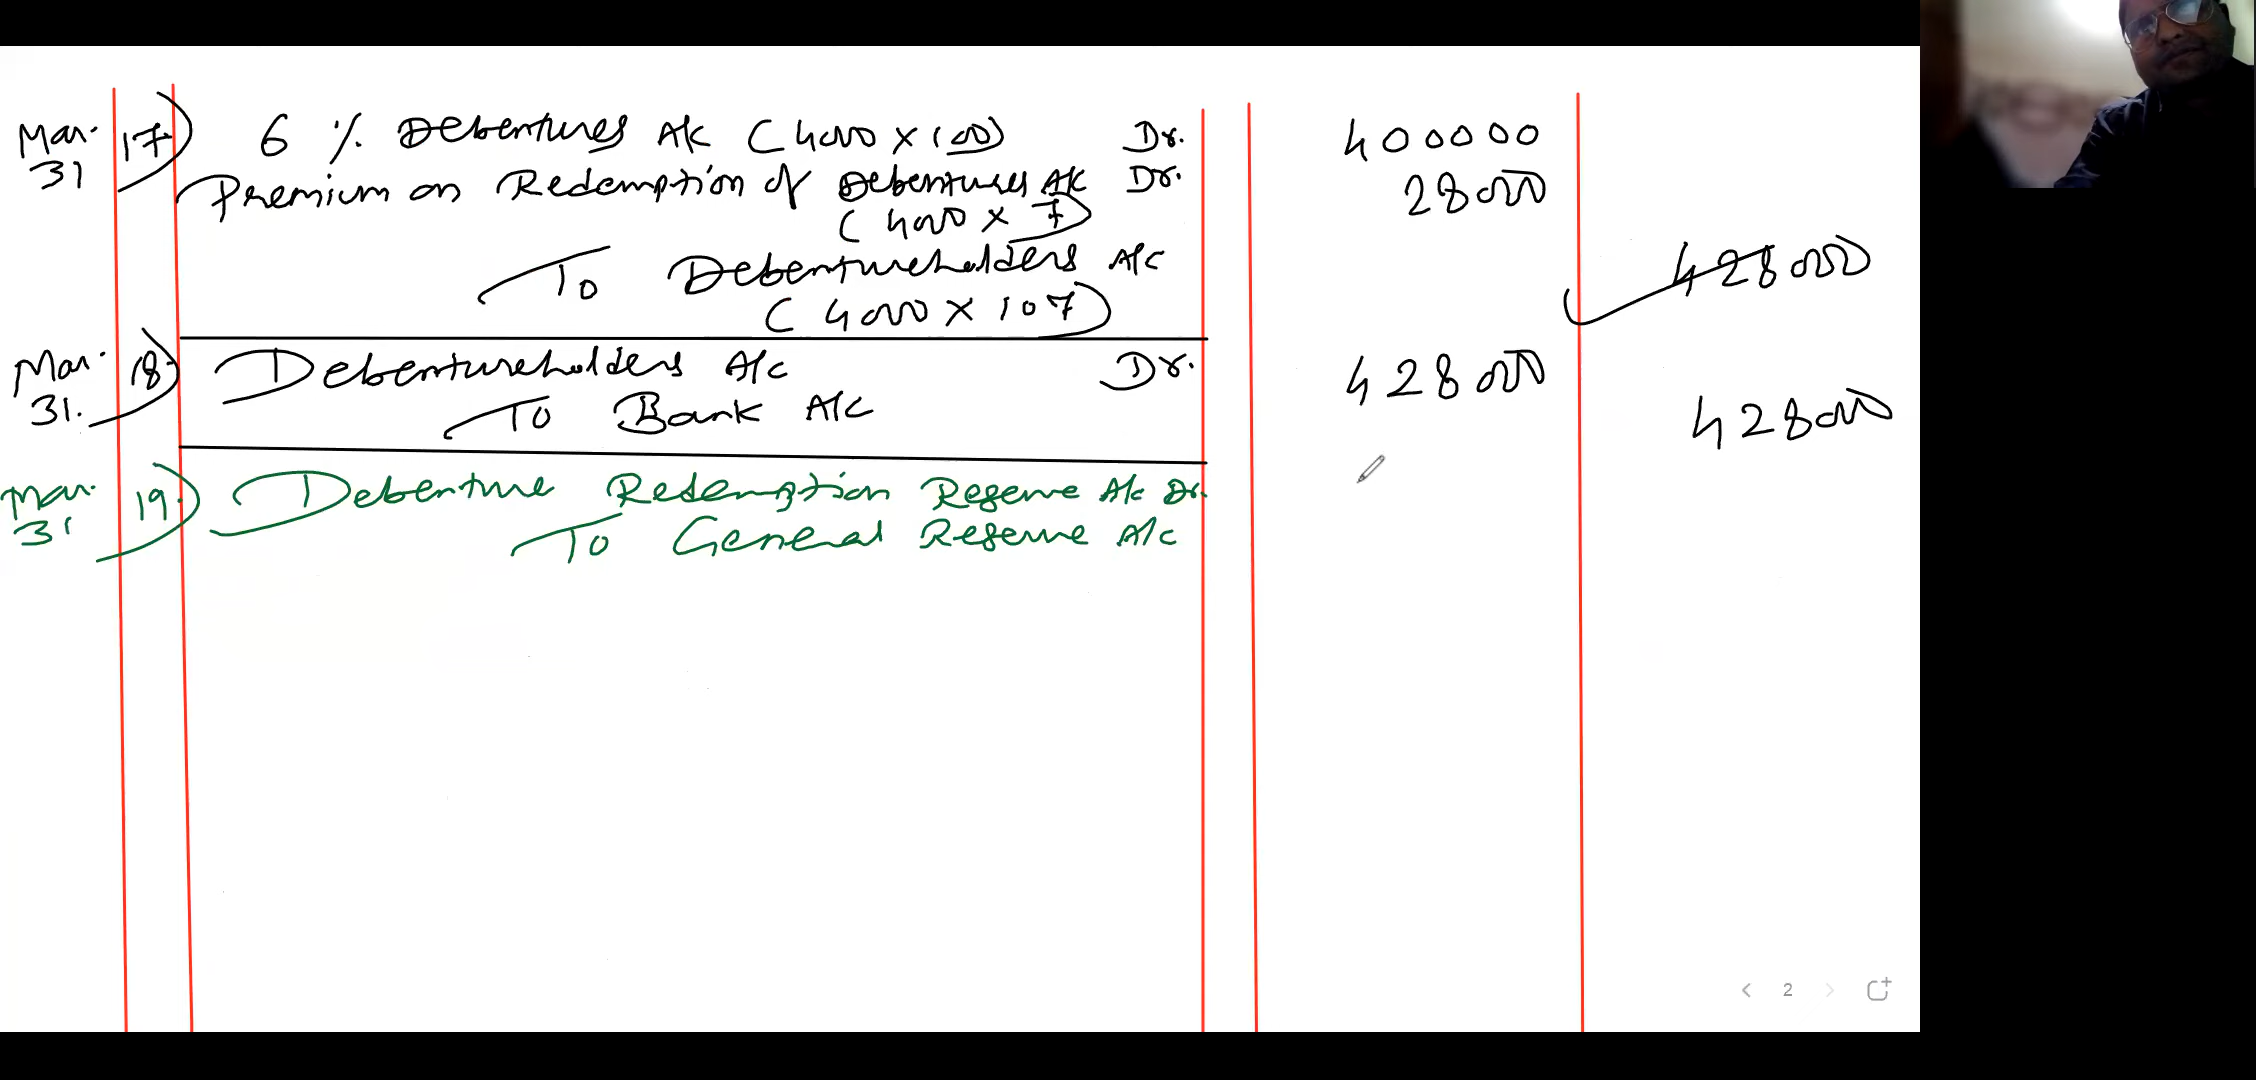 Mar. 17) 6 % Debentures A/c (4000 x 100) Dr. 400000
31 Premium on Redemption of Debentures A/c Dr. 28000
(4000 x 7)
To Debentureholders A/c 428000
(4000 x 107)
Mar. 18) Debentureholders A/c Dr. 428000
31. To Bank A/c 428000
Mar. 19) Debenture Redemption Reserve A/c Dr.
31 To General Reserve A/c
2